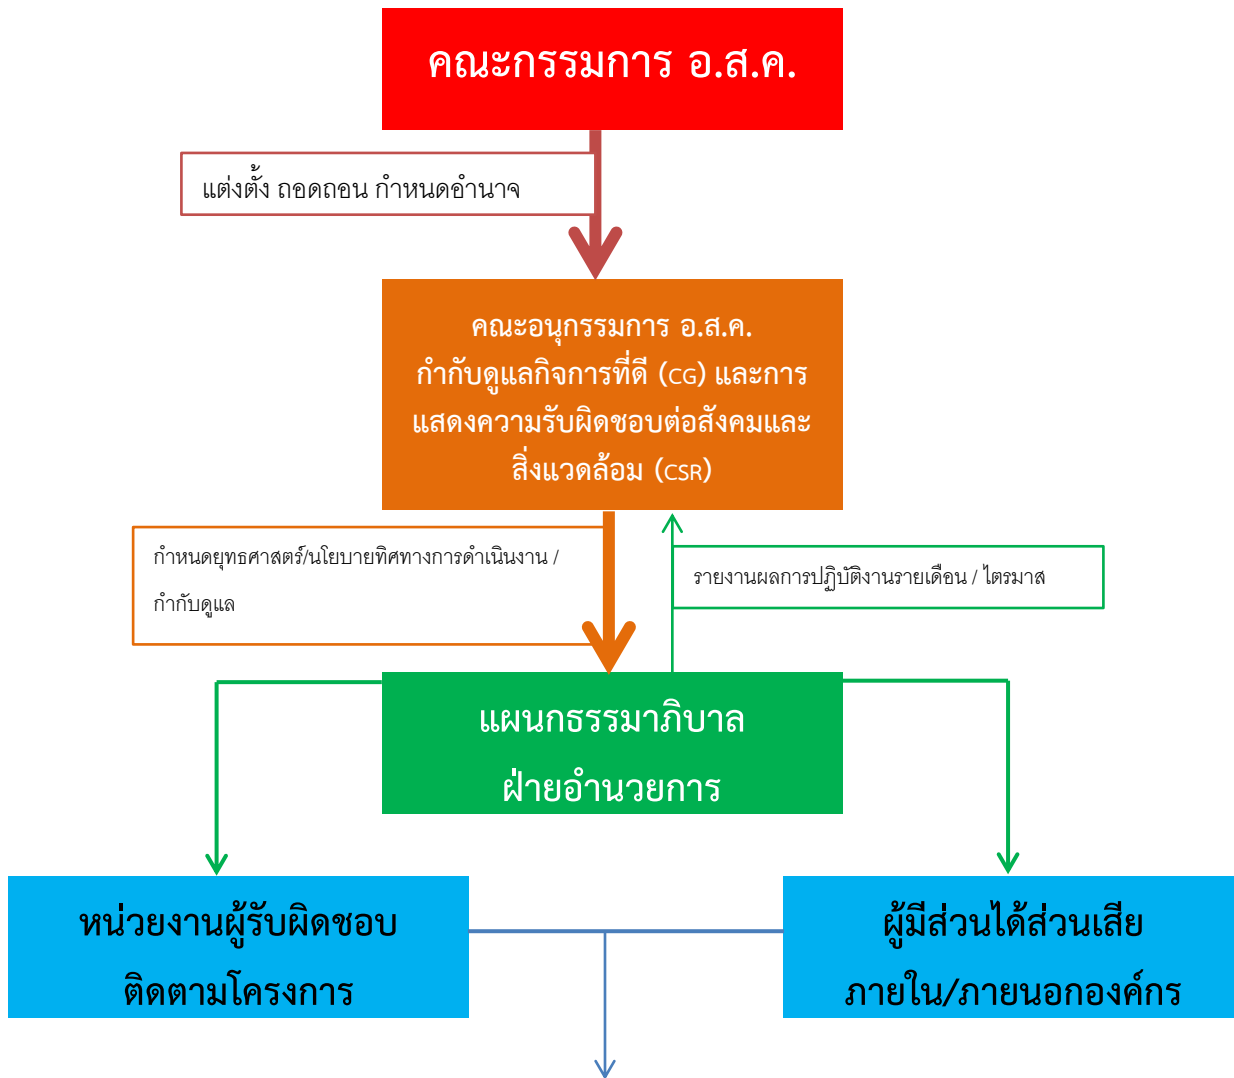 คณะกรรมการ อ.ส.ค.
แต่งตั้ง ถอดถอน กำหนดอำนาจ
คณะอนุกรรมการ อ.ส.ค.
กำกับดูแลกิจการที่ดี (CG) และการ
แสดงความรับผิดชอบต่อสังคมและ
สิ่งแวดล้อม (CSR)
กำหนดยุทธศาสตร์/นโยบายทิศทางการดำเนินงาน /
กำกับดูแล
รายงานผลการปฏิบัติงานรายเดือน / ไตรมาส
แผนกธรรมาภิบาล
ฝ่ายอำนวยการ
หน่วยงานผู้รับผิดชอบ
ติดตามโครงการ
ผู้มีส่วนได้ส่วนเสีย
ภายใน/ภายนอกองค์กร